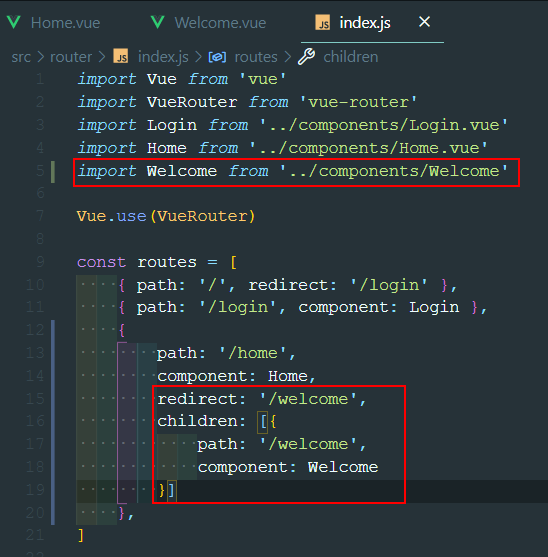 Home.vue Welcome.vue JS index.js ×
src > router > JS index.js > routes > children
1 import Vue from 'vue'
2 import VueRouter from 'vue-router'
3 import Login from '../components/Login.vue'
4 import Home from '../components/Home.vue'
5 import Welcome from '../components/Welcome'
6
7 Vue.use(VueRouter)
8
9 const routes = [
10 { path: '/', redirect: '/login' },
11 { path: '/login', component: Login },
12 {
13 path: '/home',
14 component: Home,
15 redirect: '/welcome',
16 children: [{
17 path: '/welcome',
18 component: Welcome
19 }]
20 },
21 ]